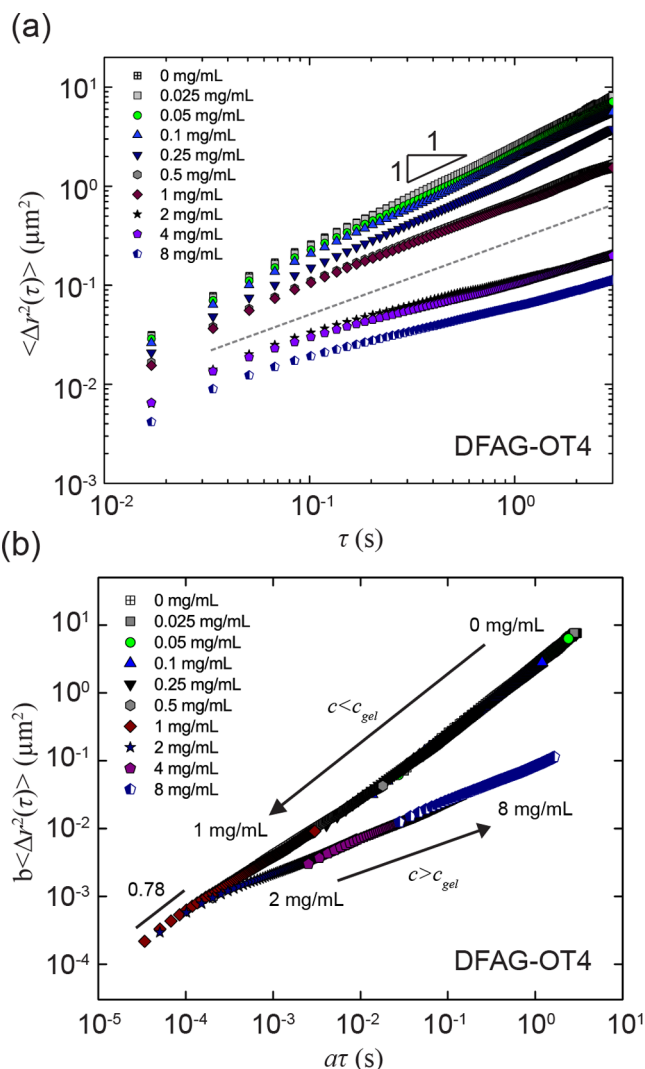 (a)
10¹
10⁰
10⁻¹
10⁻²
10⁻³
<Δr²(τ)> (μm²)
0 mg/mL
0.025 mg/mL
0.05 mg/mL
0.1 mg/mL
0.25 mg/mL
0.5 mg/mL
1 mg/mL
2 mg/mL
4 mg/mL
8 mg/mL
1
1
DFAG-OT4
10⁻² 10⁻¹ 10⁰
τ (s)
(b)
10¹
10⁰
10⁻¹
10⁻²
10⁻³
10⁻⁴
b<Δr²(τ)> (μm²)
0 mg/mL
0.025 mg/mL
0.05 mg/mL
0.1 mg/mL
0.25 mg/mL
0.5 mg/mL
1 mg/mL
2 mg/mL
4 mg/mL
8 mg/mL
0 mg/mL
c<c_gel
1 mg/mL
8 mg/mL
0.78
2 mg/mL
c>c_gel
DFAG-OT4
10⁻⁵ 10⁻⁴ 10⁻³ 10⁻² 10⁻¹ 10⁰ 10¹
aτ (s)